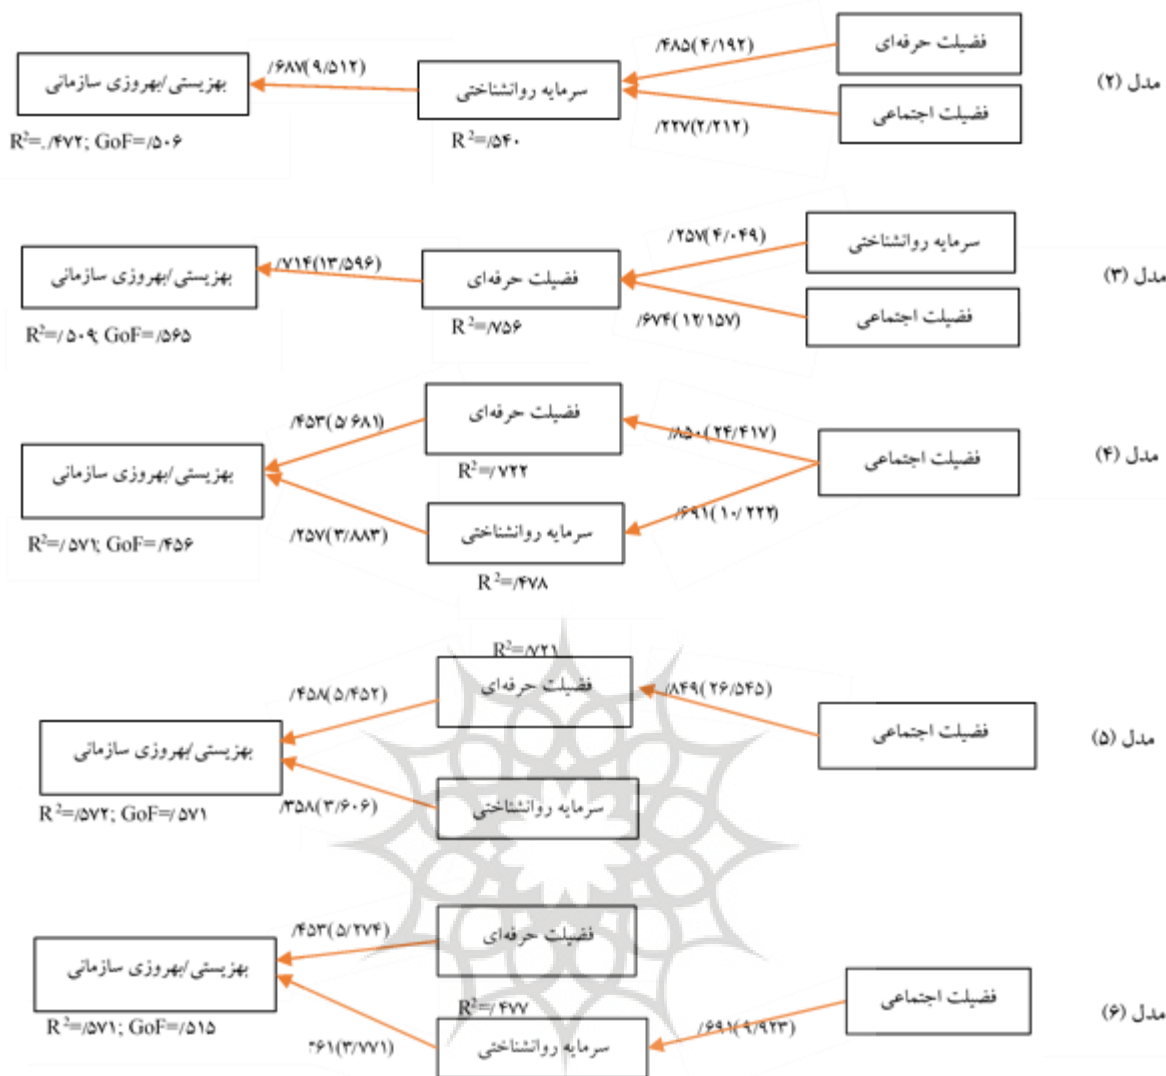 مدل (۲)
فضیلت حرفه‌ای
فضیلت اجتماعی
/۴۸۵(۴/۱۹۲)
/۲۲۷(۲/۲۱۲)
سرمایه روانشناختی
R²=/۵۴۰
/۶۸۷(۹/۵۱۲)
بهزیستی/بهروزی سازمانی
R²=./۴۷۲; GoF=/۵۰۶
مدل (۳)
سرمایه روانشناختی
فضیلت اجتماعی
/۲۵۷(۴/۰۴۹)
/۶۷۴(۱۲/۱۵۷)
فضیلت حرفه‌ای
R²=/۷۵۶
/۷۱۴(۱۳/۵۹۶)
بهزیستی/بهروزی سازمانی
R²=/۵۰۹; GoF=/۵۶۵
مدل (۴)
فضیلت اجتماعی
/۸۵۰(۲۴/۴۱۷)
/۶۹۱(۱۰/۲۲۲)
فضیلت حرفه‌ای
R²=/۷۲۲
سرمایه روانشناختی
R²=/۴۷۸
/۴۵۳(۵/۶۸۱)
/۲۵۷(۳/۸۸۳)
بهزیستی/بهروزی سازمانی
R²=/۵۷۱; GoF=/۴۵۶
مدل (۵)
فضیلت اجتماعی
/۸۴۹(۲۶/۵۴۵)
R²=/۷۲۱
فضیلت حرفه‌ای
سرمایه روانشناختی
/۴۵۸(۵/۴۵۲)
/۳۵۸(۳/۶۰۶)
بهزیستی/بهروزی سازمانی
R²=/۵۷۲; GoF=/۵۷۱
مدل (۶)
فضیلت اجتماعی
/۶۹۱(۹/۹۲۳)
فضیلت حرفه‌ای
R²=/۴۷۷
سرمایه روانشناختی
/۴۵۳(۵/۲۷۴)
۶۱(۳/۷۷۱)
بهزیستی/بهروزی سازمانی
R²=/۵۷۱; GoF=/۵۱۵